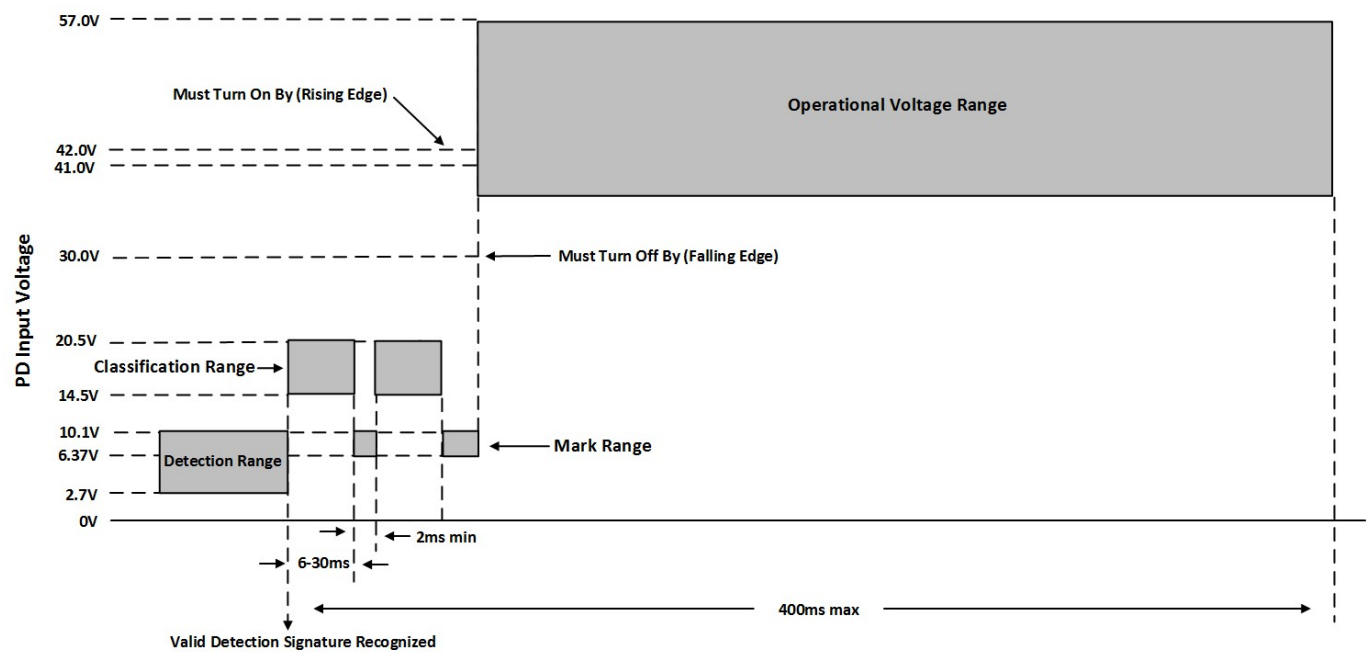 57.0V
Must Turn On By (Rising Edge)
Operational Voltage Range
42.0V
41.0V
PD Input Voltage
30.0V
Must Turn Off By (Falling Edge)
20.5V
Classification Range
14.5V
10.1V
Detection Range
Mark Range
6.37V
2.7V
0V
2ms min
6-30ms
400ms max
Valid Detection Signature Recognized